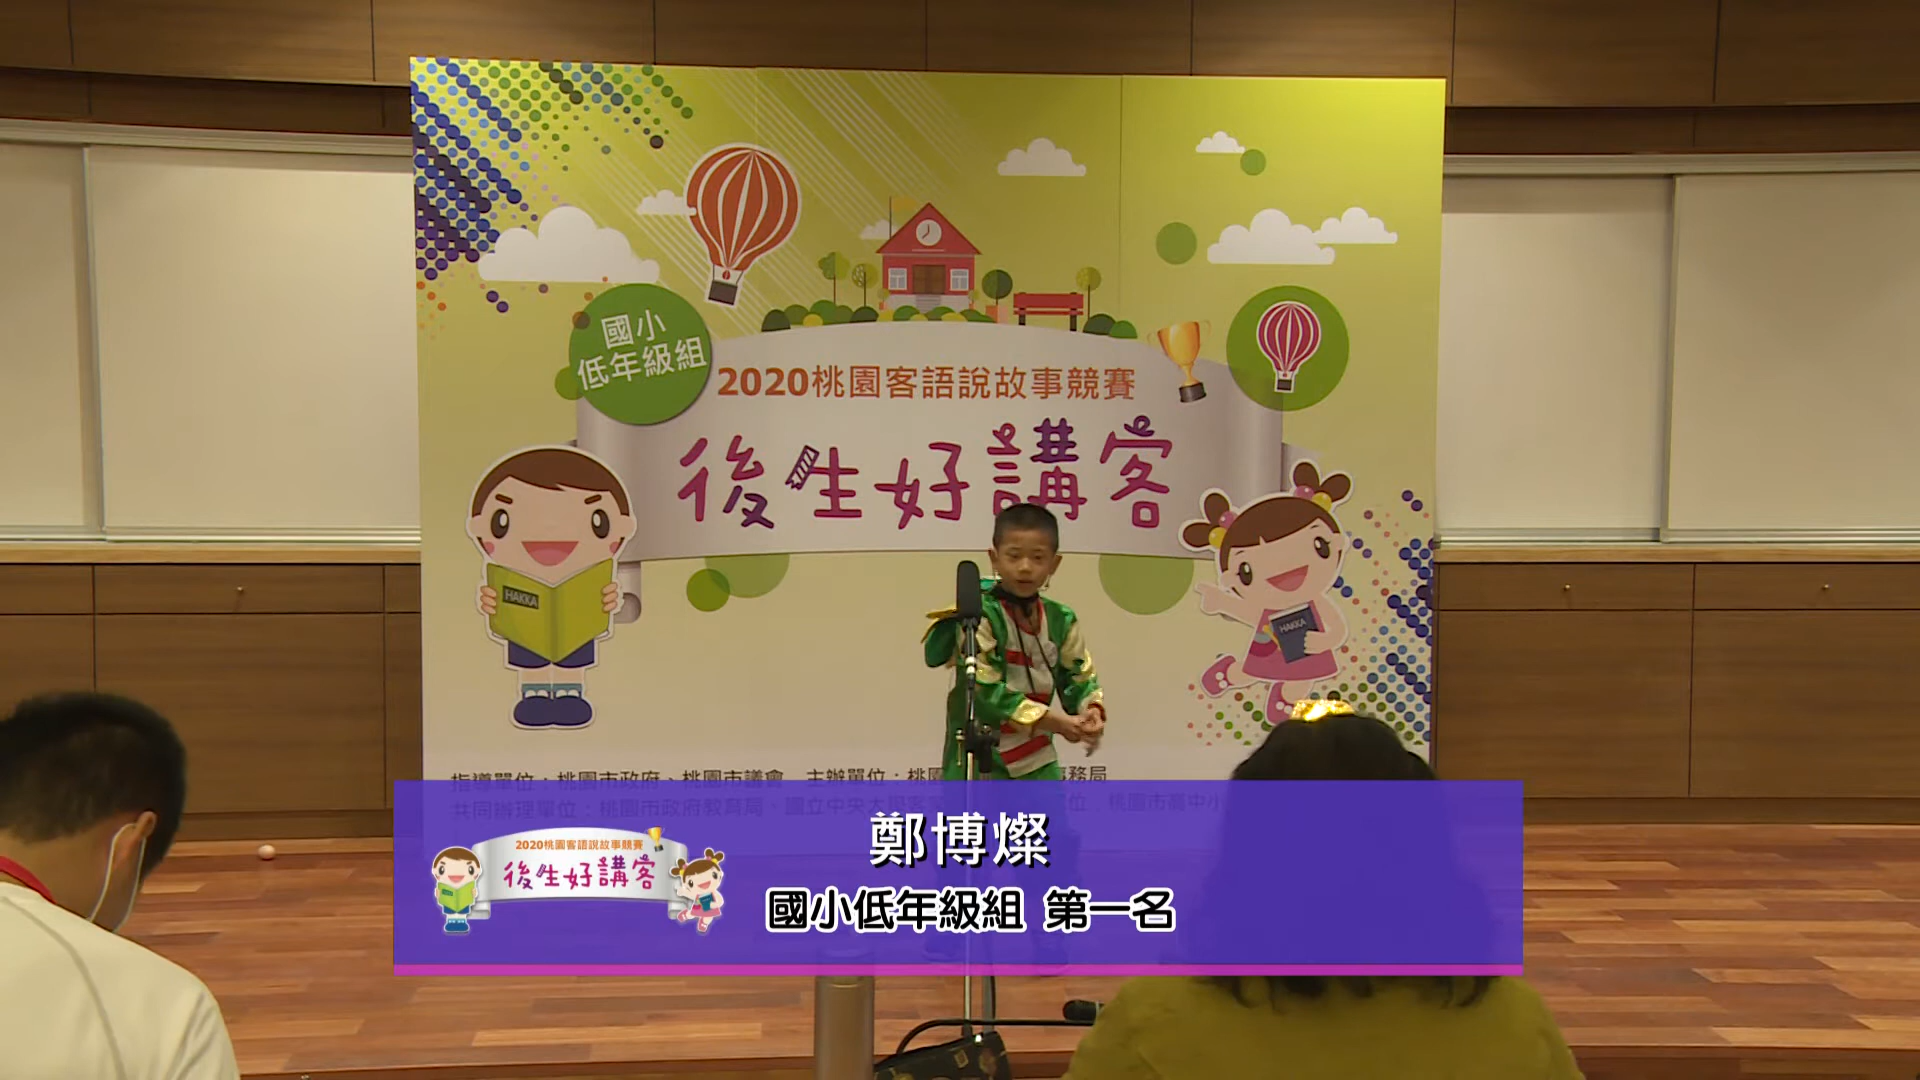 國小
低年級組
2020桃園客語說故事競賽
後生好講客
HAKKA
HAKKA
指導單位：桃園市政府、桃園市議會 主辦單位：桃園
務局
共同辦理單位：桃園市政府教育局、國立中央大學客家
位：桃園市高中小
鄭博燦
2020桃園客語說故事競賽
後生好講客
國小低年級組 第一名